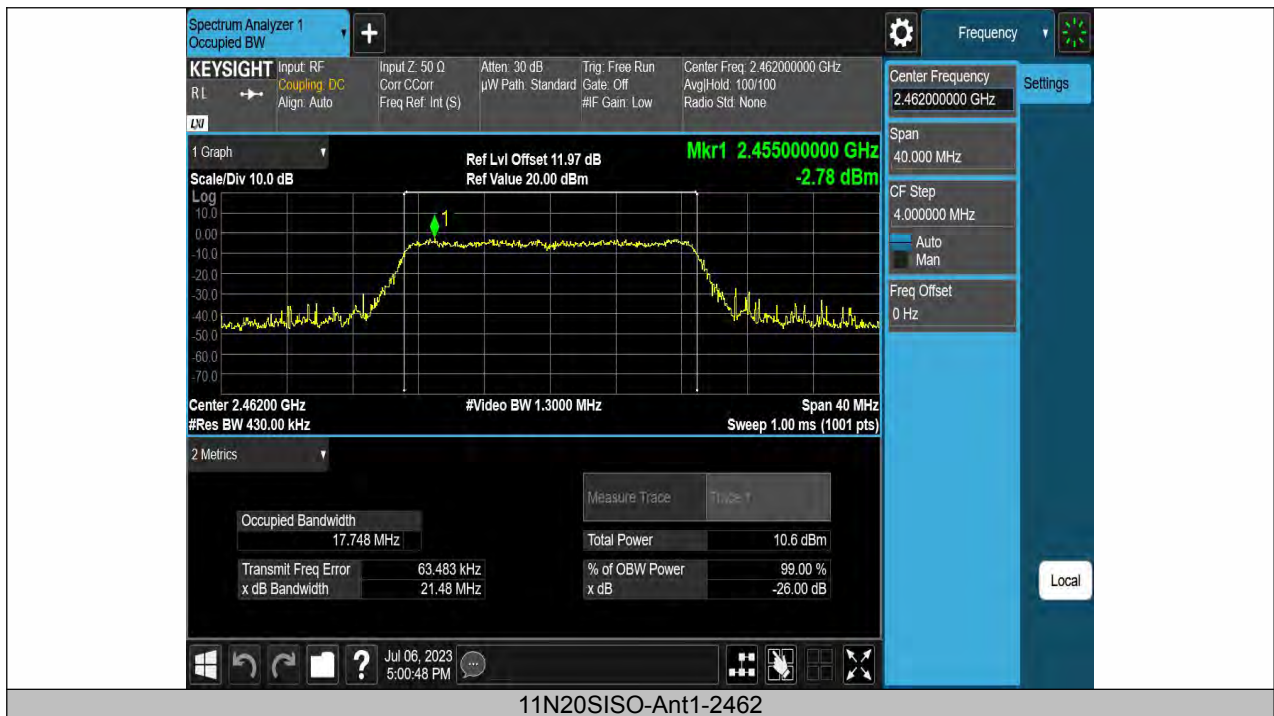 Spectrum Analyzer 1
Occupied BW
+
Frequency
KEYSIGHT
R L
LXI
Input: RF
Coupling: DC
Align: Auto
Input Z: 50 Ω
Corr CCorr
Freq Ref: Int (S)
Atten: 30 dB
µW Path: Standard
Trig: Free Run
Gate: Off
#IF Gain: Low
Center Freq: 2.462000000 GHz
Avg|Hold: 100/100
Radio Std: None
Center Frequency
2.462000000 GHz
Settings
Span
40.000 MHz
CF Step
4.000000 MHz
Auto
Man
Freq Offset
0 Hz
Local
1 Graph
Scale/Div 10.0 dB
Ref Lvl Offset 11.97 dB
Ref Value 20.00 dBm
Mkr1 2.455000000 GHz
-2.78 dBm
Log
10.0
0.00
-10.0
-20.0
-30.0
-40.0
-50.0
-60.0
-70.0
1
Center 2.46200 GHz
#Video BW 1.3000 MHz
Span 40 MHz
#Res BW 430.00 kHz
Sweep 1.00 ms (1001 pts)
2 Metrics
Measure Trace
Occupied Bandwidth
17.748 MHz
Total Power 10.6 dBm
Transmit Freq Error 63.483 kHz
% of OBW Power 99.00 %
x dB Bandwidth 21.48 MHz
x dB -26.00 dB
?
Jul 06, 2023
5:00:48 PM
11N20SISO-Ant1-2462